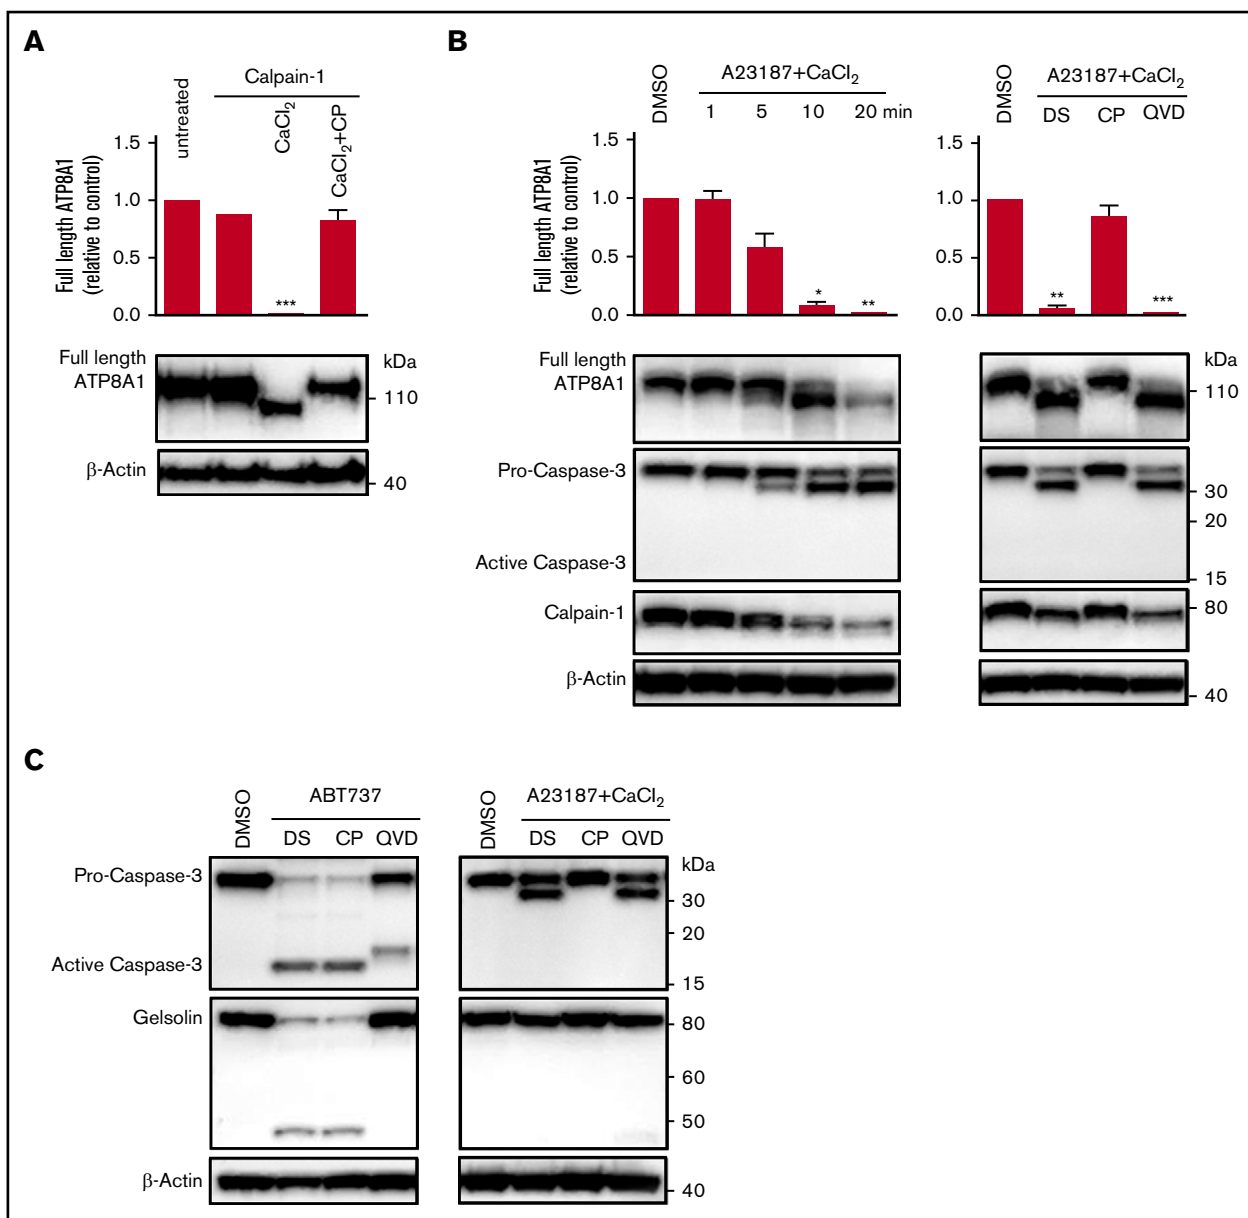 A
Calpain-1
untreated
CaCl₂
CaCl₂+CP
Full length ATP8A1
(relative to control)
1.5
1.0
0.5
0.0
***
Full length
ATP8A1
kDa
110
β-Actin
40
B
DMSO
A23187+CaCl₂
1 5 10 20 min
Full length ATP8A1
(relative to control)
1.5
1.0
0.5
0.0
*
**
DMSO
A23187+CaCl₂
DS CP QVD
1.5
1.0
0.5
0.0
**
***
Full length
ATP8A1
kDa
110
Pro-Caspase-3
30
20
Active Caspase-3
15
Calpain-1
80
β-Actin
40
C
DMSO
ABT737
DS CP QVD
DMSO
A23187+CaCl₂
DS CP QVD
kDa
Pro-Caspase-3
30
20
Active Caspase-3
15
Gelsolin
80
60
50
β-Actin
40